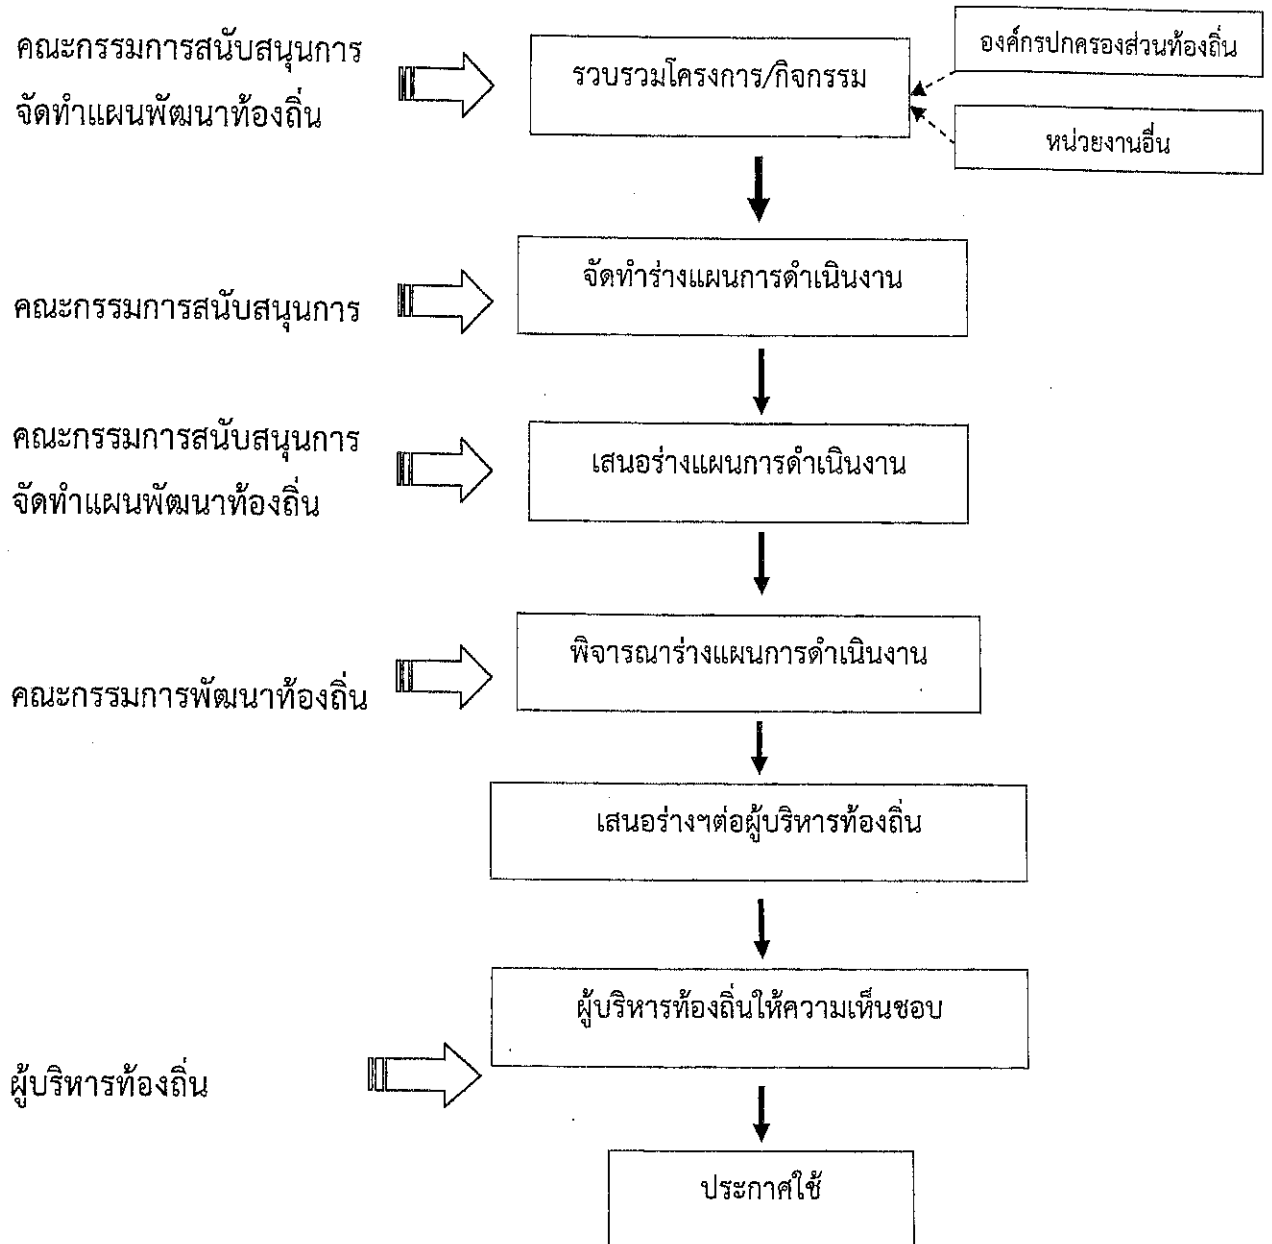 คณะกรรมการสนับสนุนการ
จัดทำแผนพัฒนาท้องถิ่น
รวบรวมโครงการ/กิจกรรม
องค์กรปกครองส่วนท้องถิ่น
หน่วยงานอื่น
จัดทำร่างแผนการดำเนินงาน
คณะกรรมการสนับสนุนการ
คณะกรรมการสนับสนุนการ
จัดทำแผนพัฒนาท้องถิ่น
เสนอร่างแผนการดำเนินงาน
พิจารณาร่างแผนการดำเนินงาน
คณะกรรมการพัฒนาท้องถิ่น
เสนอร่างฯต่อผู้บริหารท้องถิ่น
ผู้บริหารท้องถิ่นให้ความเห็นชอบ
ผู้บริหารท้องถิ่น
ประกาศใช้